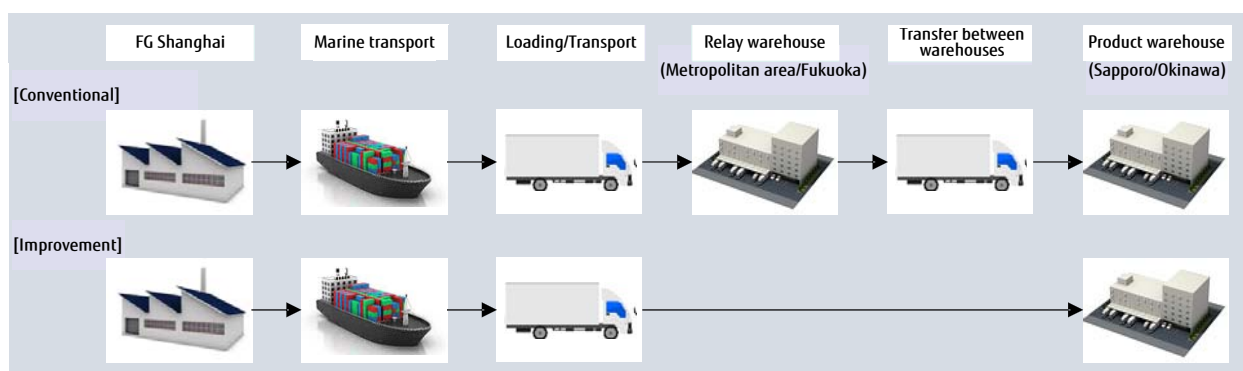 FG Shanghai
Marine transport
Loading/Transport
Relay warehouse
(Metropolitan area/Fukuoka)
Transfer between
warehouses
Product warehouse
(Sapporo/Okinawa)
[Conventional]
[Improvement]